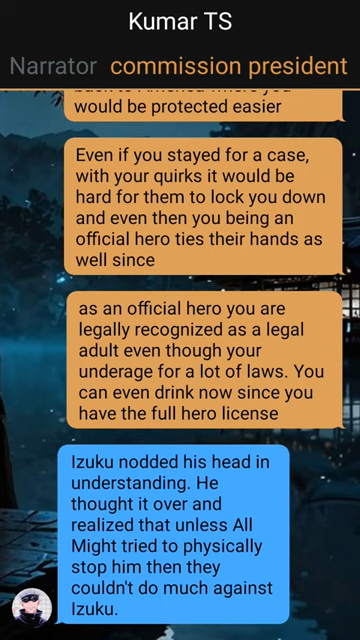 Kumar TS
Narrator commission president
back to America where you
would be protected easier
Even if you stayed for a case,
with your quirks it would be
hard for them to lock you down
and even then you being an
official hero ties their hands as
well since
as an official hero you are
legally recognized as a legal
adult even though your
underage for a lot of laws. You
can even drink now since you
have the full hero license
Izuku nodded his head in
understanding. He
thought it over and
realized that unless All
Might tried to physically
stop him then they
couldn't do much against
Izuku.